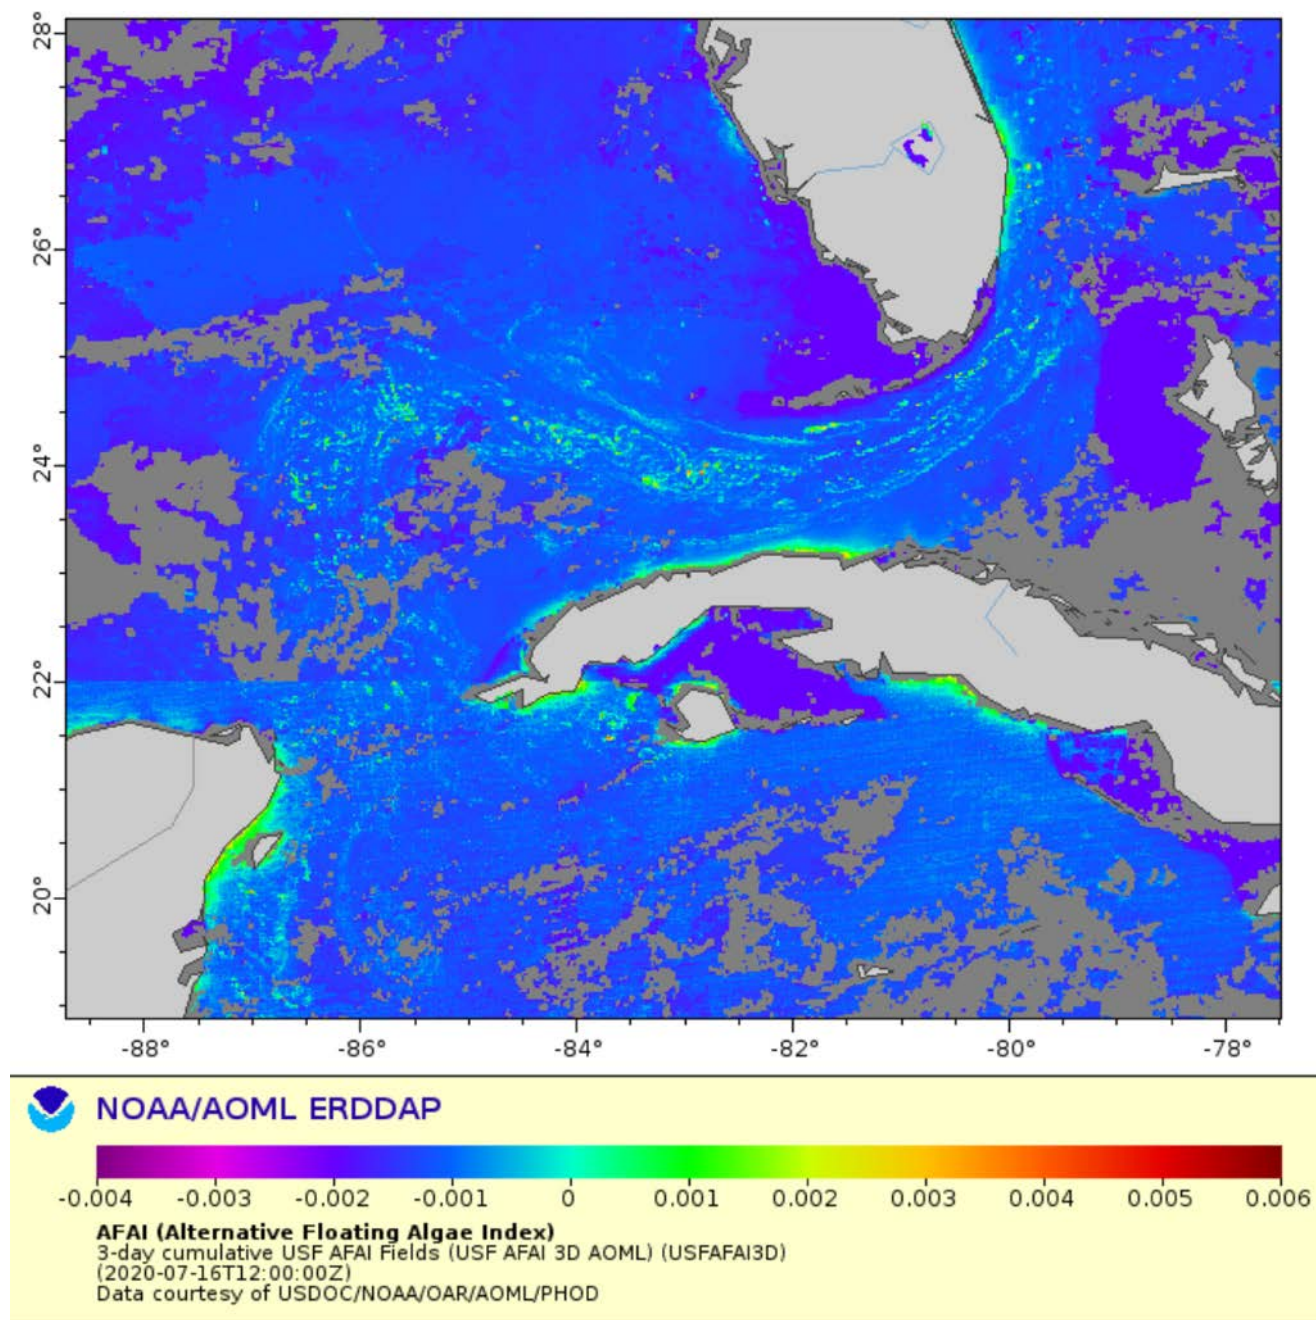 28°
26°
24°
22°
20°
-88° -86° -84° -82° -80° -78°
NOAA/AOML ERDDAP
-0.004 -0.003 -0.002 -0.001 0 0.001 0.002 0.003 0.004 0.005 0.006
AFAI (Alternative Floating Algae Index)
3-day cumulative USF AFAI Fields (USF AFAI 3D AOML) (USFAFAI3D)
(2020-07-16T12:00:00Z)
Data courtesy of USDOC/NOAA/OAR/AOML/PHOD